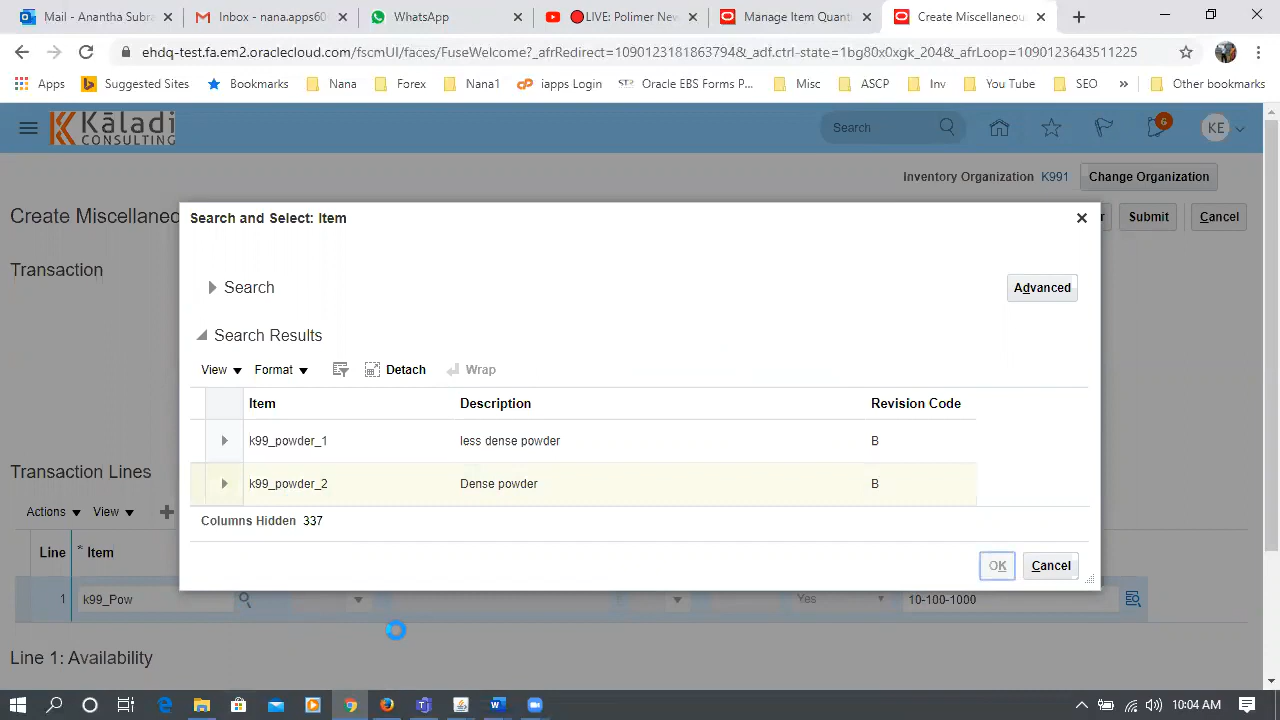 Mail - Anantha Subra
Inbox - nana.apps60
WhatsApp
LIVE: Polimer Nev
Manage Item Quant
Create Miscellaneou
ehdq-test.fa.em2.oraclecloud.com/fscmUI/faces/FuseWelcome?_afrRedirect=10901231818637948&_adf.ctrl-state=1bg80x0xgk_204&_afrLoop=1090123643511225
Apps
Suggested Sites
Bookmarks
Nana
Forex
Nana1
iapps Login
Oracle EBS Forms P...
Misc
ASCP
Inv
You Tube
SEO
»
Other bookmarks
Kāladi
CONSULTING
Search
6
KE
Inventory Organization K991 Change Organization
Create Miscellaned
r Submit Cancel
Transaction
Search and Select: Item
Search
Advanced
Search Results
View Format Detach Wrap
Item Description Revision Code
k99_powder_1 less dense powder B
k99_powder_2 Dense powder B
Columns Hidden 337
OK Cancel
Transaction Lines
Actions View
Line * Item
1 k99_Pow Yes 10-100-1000
Line 1: Availability
10:04 AM